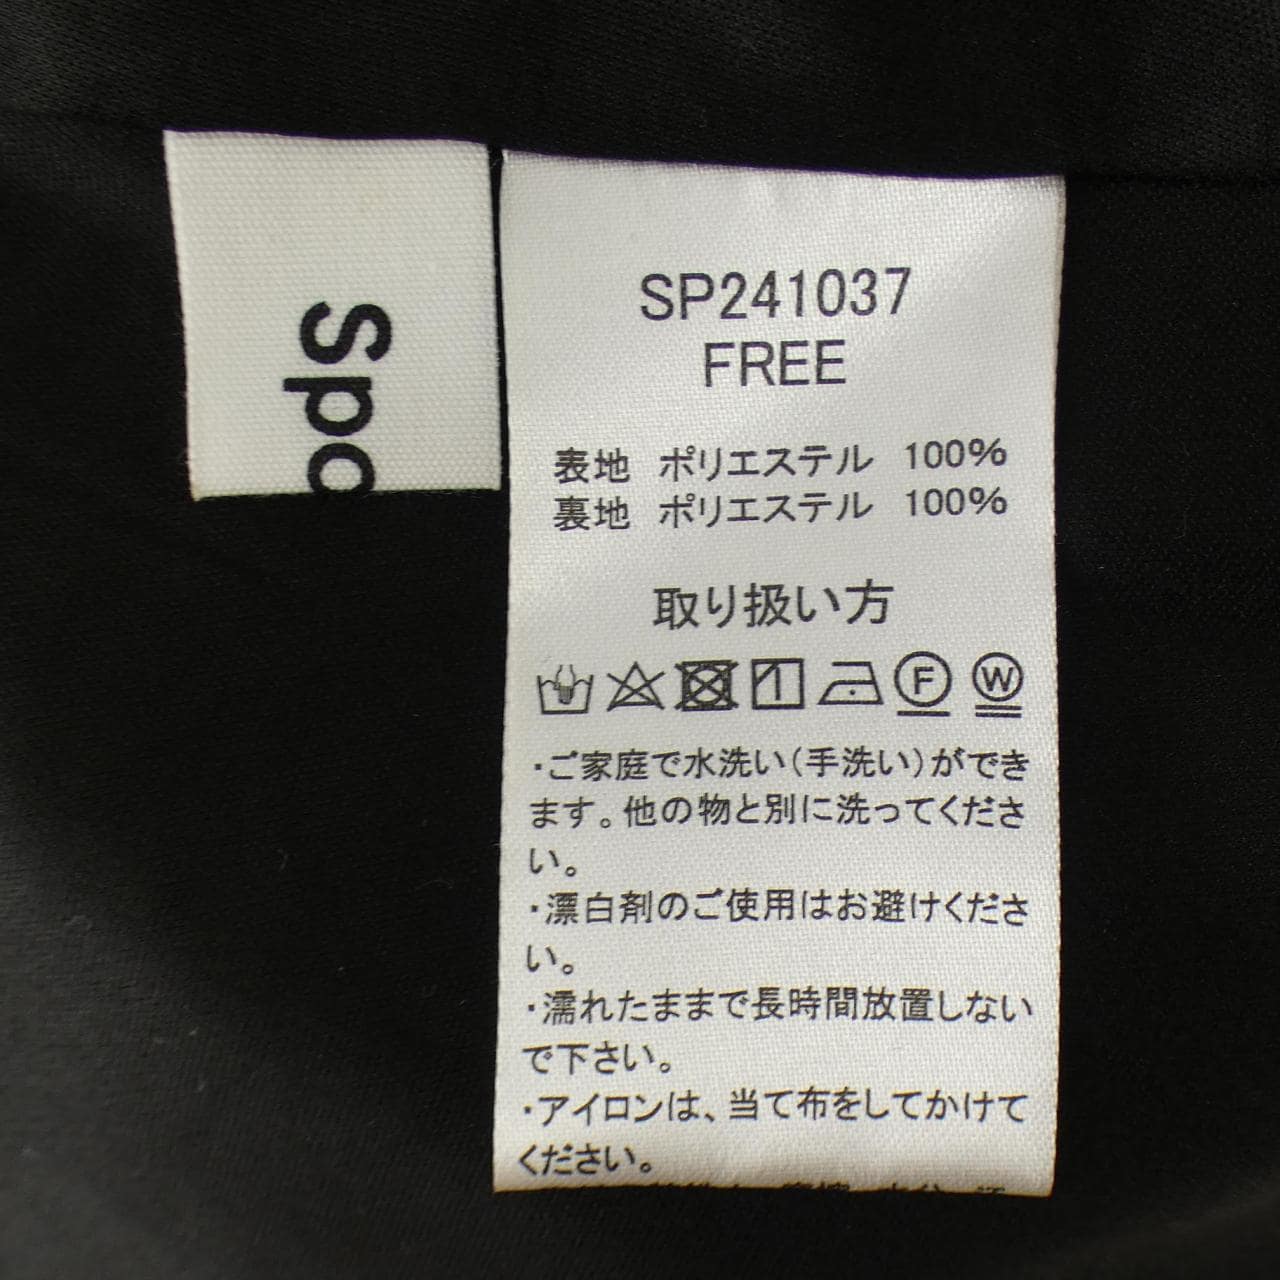 Spo
SP241037
FREE
表地 ポリエステル 100%
裏地 ポリエステル 100%
取り扱い方
F W
・ご家庭で水洗い(手洗い)ができ
ます。他の物と別に洗ってくださ
い。
・漂白剤のご使用はお避けくださ
い。
・濡れたままで長時間放置しない
で下さい。
・アイロンは、当て布をしてかけて
ください。